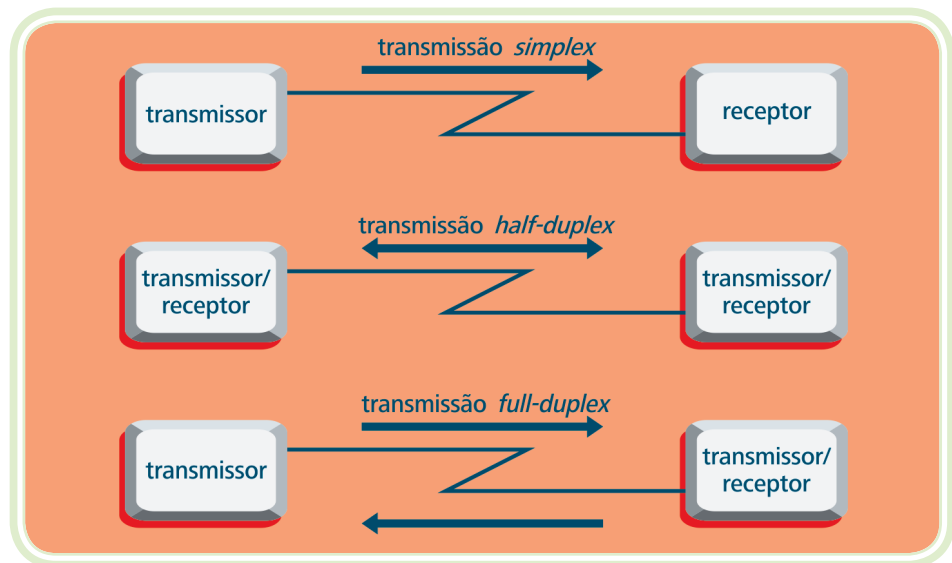 transmissão simplex
transmissor
receptor
transmissão half-duplex
transmissor/
receptor
transmissor/
receptor
transmissão full-duplex
transmissor
transmissor/
receptor